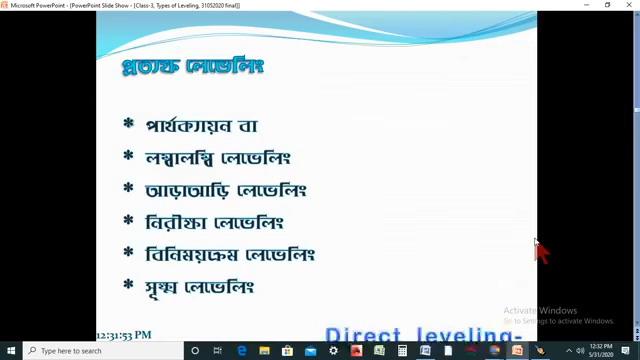 Microsoft PowerPoint - PowerPoint Slide Show - [Class-3, Types of Leveling, 31052020 final]]
প্রত্যক্ষ লেভেলিং
* পার্থক্যায়ন বা
* লম্বালম্বি লেভেলিং
* আড়াআড়ি লেভেলিং
* নিরীক্ষা লেভেলিং
* বিনিময়ক্রম লেভেলিং
* সূক্ষ্ম লেভেলিং
Activate Windows
Go to Settings to activate Windows.
12:31:53 PM
Direct leveling-
Type here to search
12:32 PM
5/31/2020